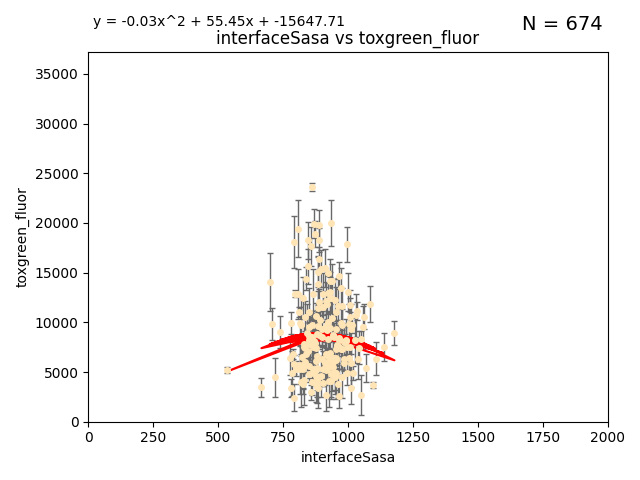 y = -0.03x^2 + 55.45x + -15647.71
N = 674
interfaceSasa vs toxgreen_fluor
35000
30000
25000
20000
15000
10000
5000
0
toxgreen_fluor
0 250 500 750 1000 1250 1500 1750 2000
interfaceSasa